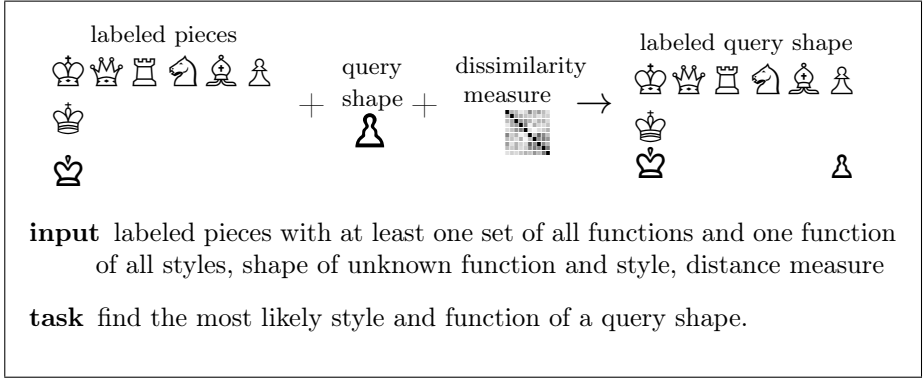 labeled pieces
+
query
shape
+
dissimilarity
measure
→
labeled query shape
input labeled pieces with at least one set of all functions and one function
of all styles, shape of unknown function and style, distance measure
task find the most likely style and function of a query shape.